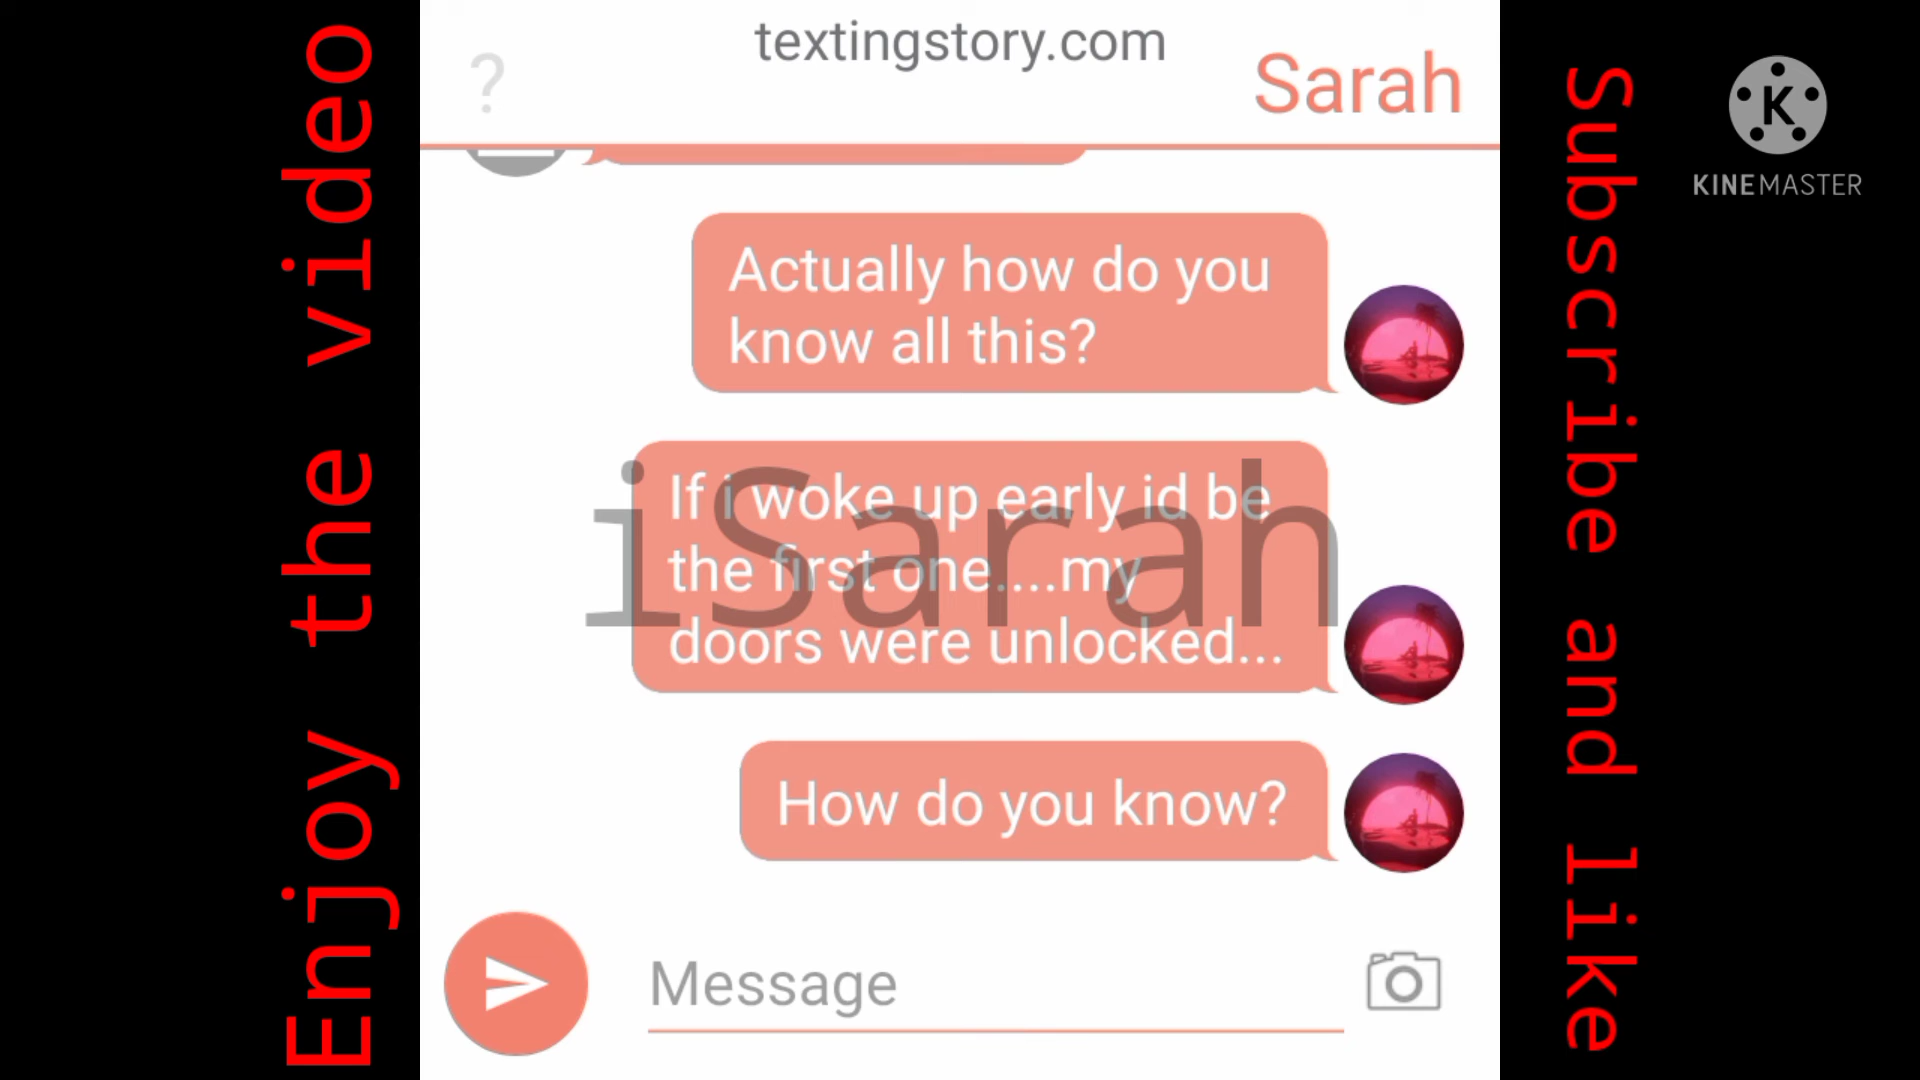 Enjoy the video
textingstory.com
?
Sarah
Actually how do you
know all this?
If i woke up early id be
the first one....my
doors were unlocked...
iSarah
How do you know?
Message
Subscribe and like
K
KINEMASTER